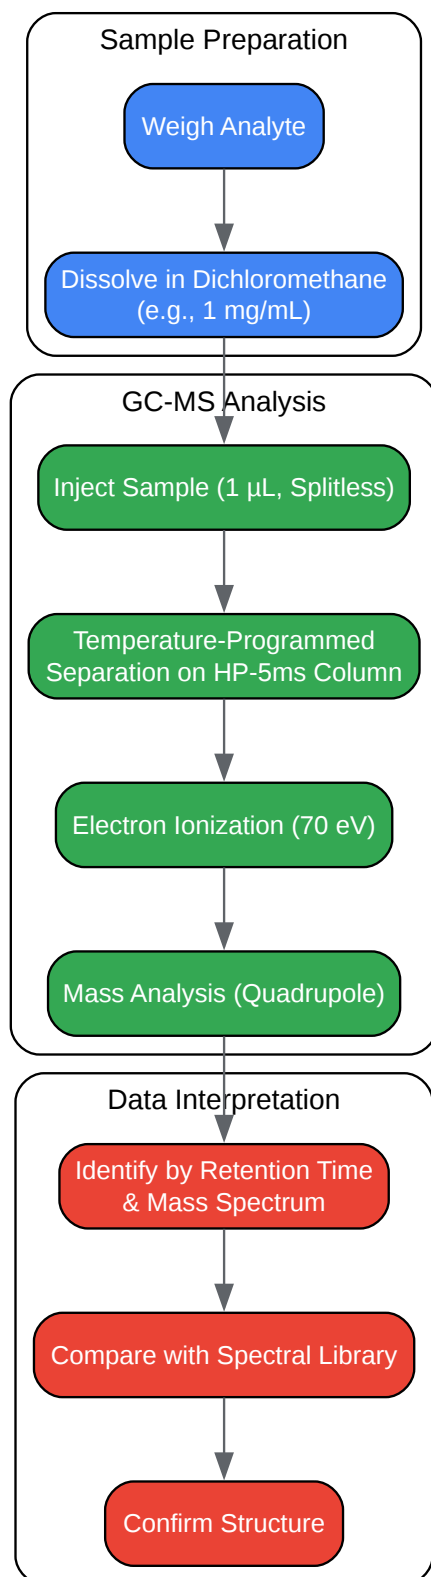 Sample Preparation
Weigh Analyte
Dissolve in Dichloromethane
(e.g., 1 mg/mL)
GC-MS Analysis
Inject Sample (1 µL, Splitless)
Temperature-Programmed
Separation on HP-5ms Column
Electron Ionization (70 eV)
Mass Analysis (Quadrupole)
Data Interpretation
Identify by Retention Time
& Mass Spectrum
Compare with Spectral Library
Confirm Structure